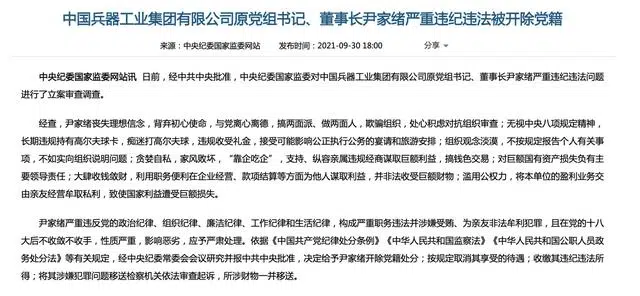 中国兵器工业集团有限公司原党组书记、董事长尹家绪严重违纪违法被开除党籍
来源：中央纪委国家监委网站 发布时间：2021-09-30 18:00 分享
中央纪委国家监委网站讯 日前，经中共中央批准，中央纪委国家监委对中国兵器工业集团有限公司原党组书记、董事长尹家绪严重违纪违法问题
进行了立案审查调查。
经查，尹家绪丧失理想信念，背弃初心使命，与党离心离德，搞两面派、做两面人，欺骗组织，处心积虑对抗组织审查；无视中央八项规定精神，
长期违规持有高尔夫球卡，痴迷打高尔夫球，违规收受礼金，接受可能影响公正执行公务的宴请和旅游安排；组织观念淡漠，不按规定报告个人有关事
项，不如实向组织说明问题；贪婪自私，家风败坏，“靠企吃企”，支持、纵容亲属违规经商谋取巨额利益，搞钱色交易；对巨额国有资产损失负有主
要领导责任；大肆收钱敛财，利用职务便利在企业经营、款项结算等方面为他人谋取利益，并非法收受巨额财物；滥用公权力，将本单位的盈利业务交
由亲友经营牟取私利，致使国家利益遭受巨额损失。
尹家绪严重违反党的政治纪律、组织纪律、廉洁纪律、工作纪律和生活纪律，构成严重职务违法并涉嫌受贿、为亲友非法牟利犯罪，且在党的十八
大后不收敛不收手，性质严重，影响恶劣，应予严肃处理。依据《中国共产党纪律处分条例》《中华人民共和国监察法》《中华人民共和国公职人员政
务处分法》等有关规定，经中央纪委常委会会议研究并报中共中央批准，决定给予尹家绪开除党籍处分；按规定取消其享受的待遇；收缴其违纪违法所
得；将其涉嫌犯罪问题移送检察机关依法审查起诉，所涉财物一并移送。